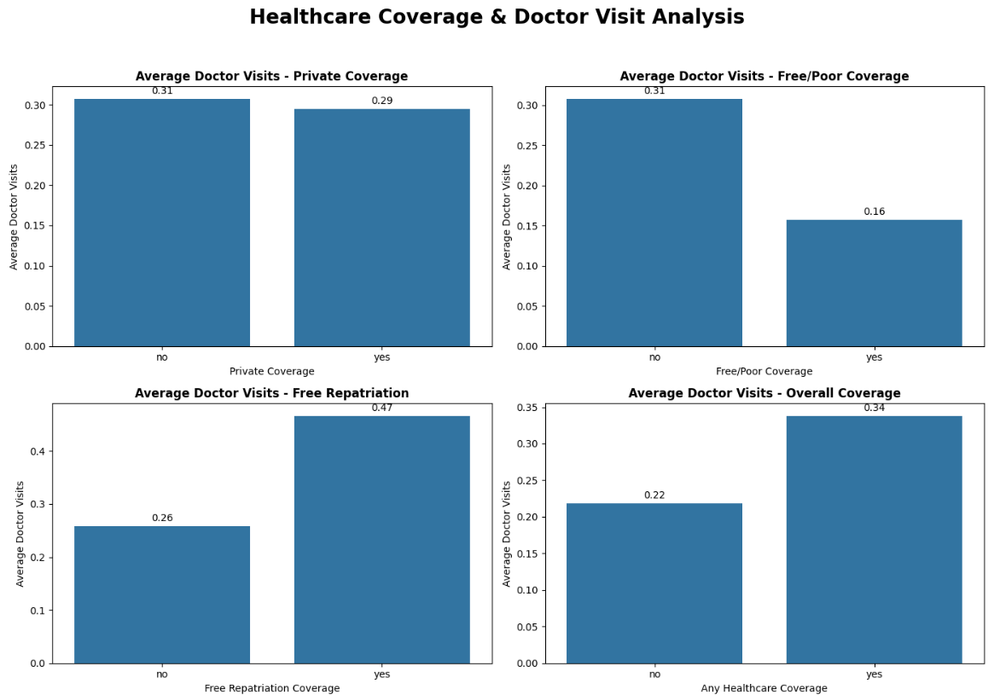 Healthcare Coverage & Doctor Visit Analysis
Average Doctor Visits - Private Coverage
0.31
0.29
0.30
0.25
0.20
0.15
0.10
0.05
0.00
Average Doctor Visits
no
yes
Private Coverage
Average Doctor Visits - Free/Poor Coverage
0.31
0.16
0.30
0.25
0.20
0.15
0.10
0.05
0.00
Average Doctor Visits
no
yes
Free/Poor Coverage
Average Doctor Visits - Free Repatriation
0.47
0.26
0.4
0.3
0.2
0.1
0.0
Average Doctor Visits
no
yes
Free Repatriation Coverage
Average Doctor Visits - Overall Coverage
0.34
0.22
0.35
0.30
0.25
0.20
0.15
0.10
0.05
0.00
Average Doctor Visits
no
yes
Any Healthcare Coverage